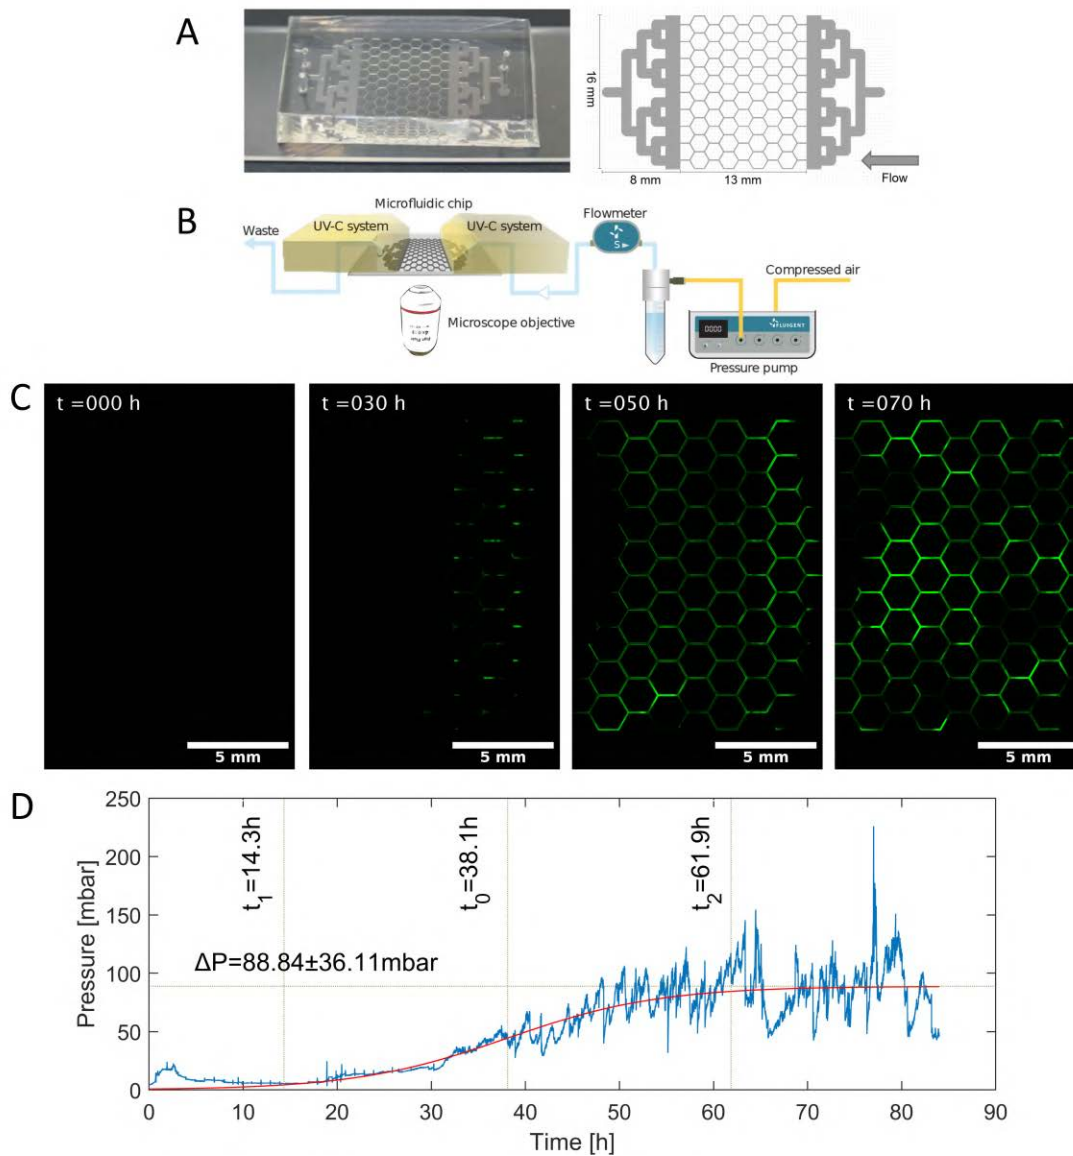 A
16 mm
8 mm
13 mm
Flow
B
Microfluidic chip
Flowmeter
Waste
UV-C system
UV-C system
S
Compressed air
Microscope objective
0000
FLUIGENT
Pressure pump
C
t =000 h
t =030 h
t =050 h
t =070 h
5 mm
5 mm
5 mm
5 mm
D
250
200
150
100
50
0
Pressure [mbar]
t1=14.3h
t0=38.1h
t2=61.9h
ΔP=88.84±36.11mbar
0 10 20 30 40 50 60 70 80 90
Time [h]